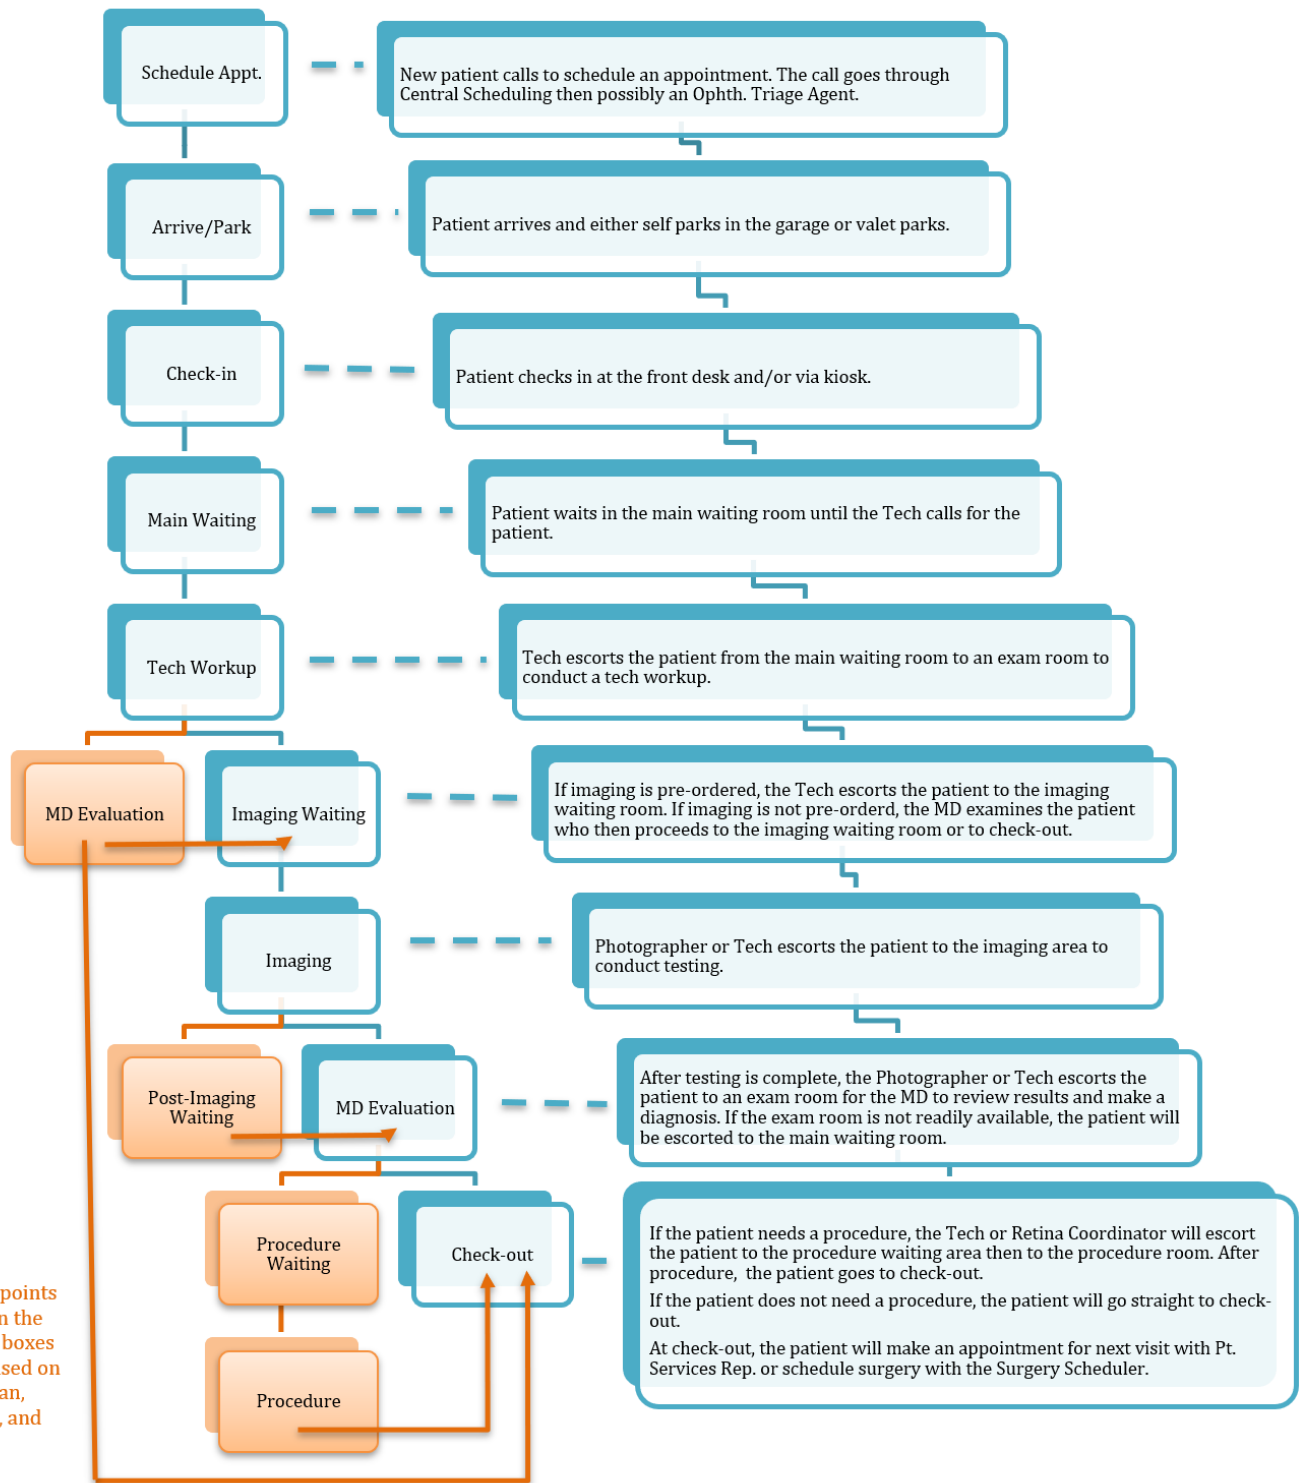 Schedule Appt.
New patient calls to schedule an appointment. The call goes through
Central Scheduling then possibly an Ophth. Triage Agent.
Arrive/Park
Patient arrives and either self parks in the garage or valet parks.
Check-in
Patient checks in at the front desk and/or via kiosk.
Main Waiting
Patient waits in the main waiting room until the Tech calls for the
patient.
Tech Workup
Tech escorts the patient from the main waiting room to an exam room to
conduct a tech workup.
MD Evaluation
Imaging Waiting
If imaging is pre-ordered, the Tech escorts the patient to the imaging
waiting room. If imaging is not pre-orderd, the MD examines the patient
who then proceeds to the imaging waiting room or to check-out.
Imaging
Photographer or Tech escorts the patient to the imaging area to
conduct testing.
Post-Imaging
Waiting
MD Evaluation
After testing is complete, the Photographer or Tech escorts the
patient to an exam room for the MD to review results and make a
diagnosis. If the exam room is not readily available, the patient will
be escorted to the main waiting room.
Procedure
Waiting
Check-out
If the patient needs a procedure, the Tech or Retina Coordinator will escort
the patient to the procedure waiting area then to the procedure room. After
procedure, the patient goes to check-out.
If the patient does not need a procedure, the patient will go straight to check-
out.
At check-out, the patient will make an appointment for next visit with Pt.
Services Rep. or schedule surgery with the Surgery Scheduler.
Procedure
points
the
boxes
on
, and